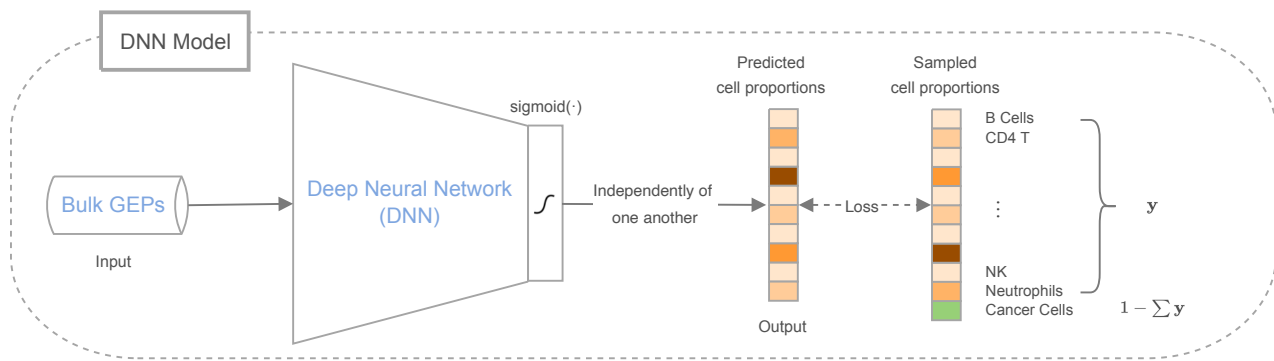 DNN Model
Bulk GEPs
Input
Deep Neural Network
(DNN)
sigmoid(·)
∫
Independently of
one another
Predicted
cell proportions
Output
Loss
Sampled
cell proportions
B Cells
CD4 T
⋮
NK
Neutrophils
Cancer Cells
y
1 − ∑ y